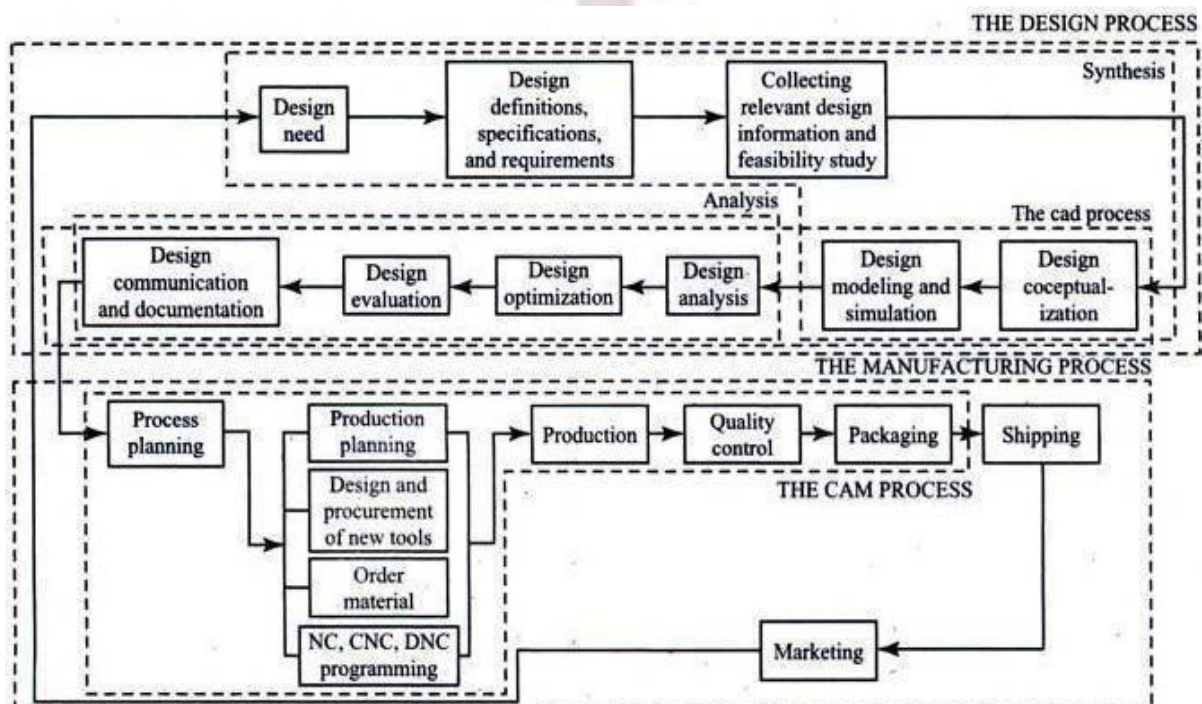 THE DESIGN PROCESS
Synthesis
Design
need
Design
definitions,
specifications,
and requirements
Collecting
relevant design
information and
feasibility study
Analysis
The cad process
Design
communication
and documentation
Design
evaluation
Design
optimization
Design
analysis
Design
modeling and
simulation
Design
coceptual-
ization
THE MANUFACTURING PROCESS
Process
planning
Production
planning
Design and
procurement
of new tools
Order
material
NC, CNC, DNC
programming
Production
Quality
control
Packaging
Shipping
THE CAM PROCESS
Marketing